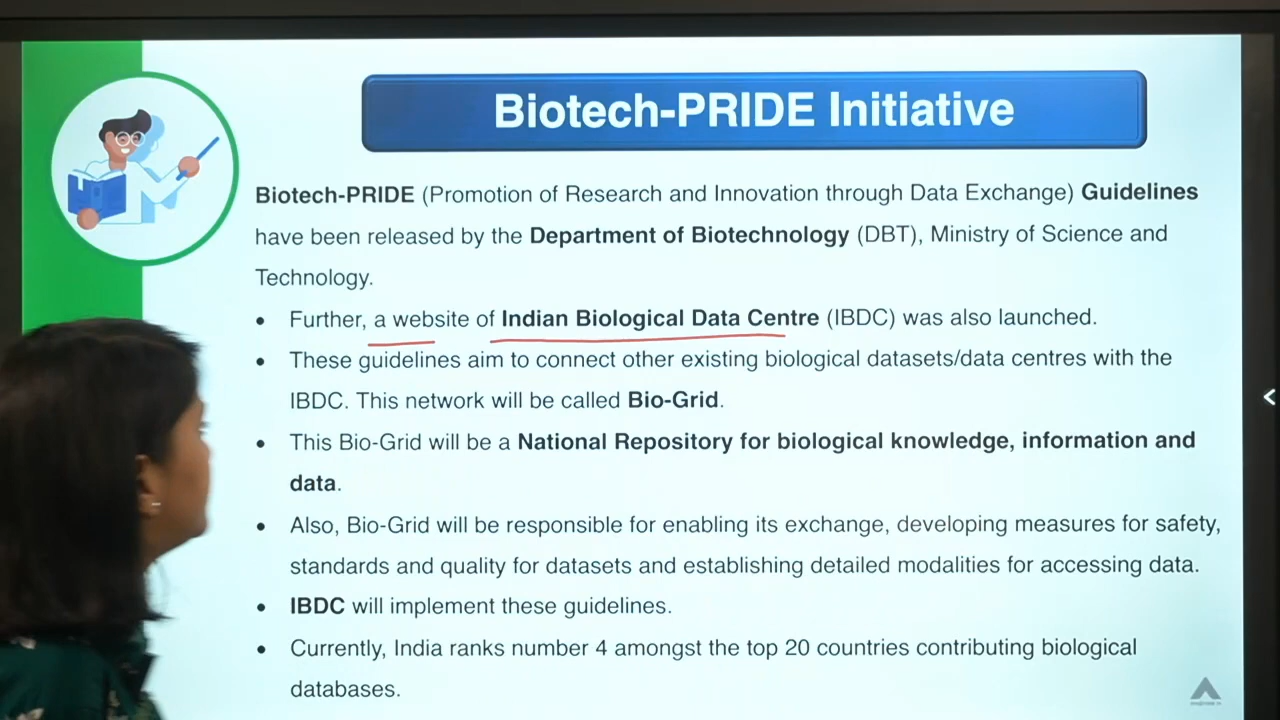 Biotech-PRIDE Initiative
Biotech-PRIDE (Promotion of Research and Innovation through Data Exchange) Guidelines
have been released by the Department of Biotechnology (DBT), Ministry of Science and
Technology.
• Further, a website of Indian Biological Data Centre (IBDC) was also launched.
• These guidelines aim to connect other existing biological datasets/data centres with the
IBDC. This network will be called Bio-Grid.
• This Bio-Grid will be a National Repository for biological knowledge, information and
data.
• Also, Bio-Grid will be responsible for enabling its exchange, developing measures for safety,
standards and quality for datasets and establishing detailed modalities for accessing data.
• IBDC will implement these guidelines.
• Currently, India ranks number 4 amongst the top 20 countries contributing biological
databases.